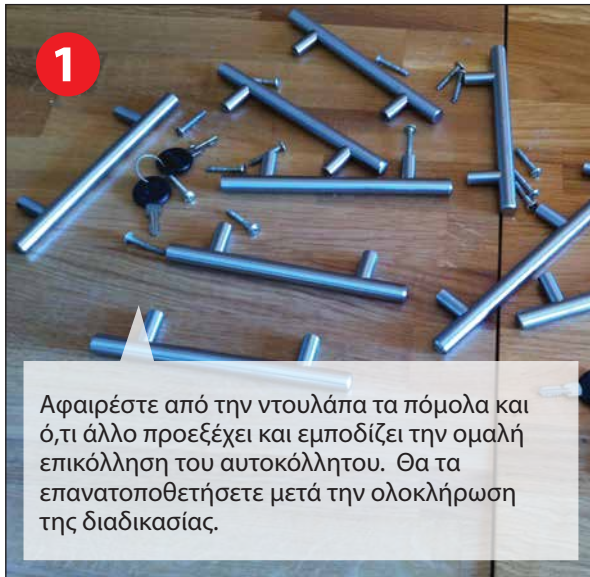 1
Αφαιρέστε από την ντουλάπα τα πόμολα και
ό,τι άλλο προεξέχει και εμποδίζει την ομαλή
επικόλληση του αυτοκόλλητου.  Θα τα
επανατοποθετήσετε μετά την ολοκλήρωση
της διαδικασίας.